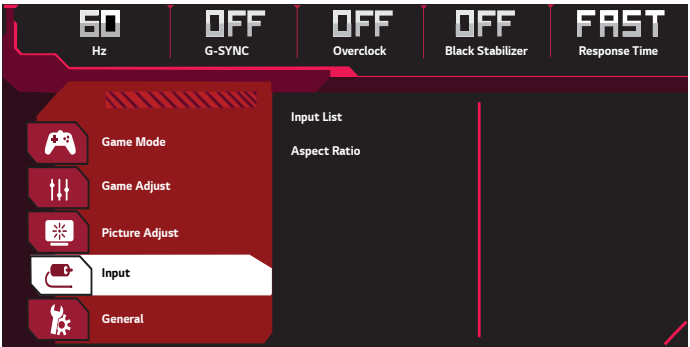 60 OFF OFF OFF FAST
Hz G-SYNC Overclock Black Stabilizer Response Time
Input List
Game Mode
Aspect Ratio
Game Adjust
Picture Adjust
Input
General